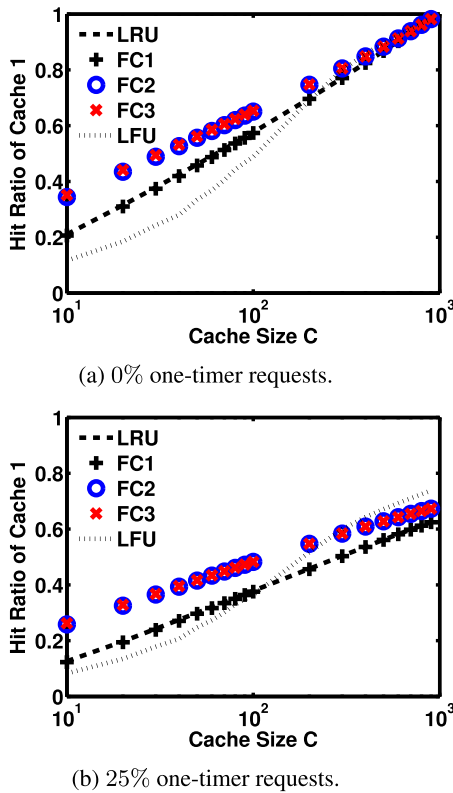 1
LRU
FC1
FC2
FC3
LFU
0.8
0.6
0.4
0.2
0
Hit Ratio of Cache 1
10^1
10^2
10^3
Cache Size C
(a) 0% one-timer requests.
1
LRU
FC1
FC2
FC3
LFU
0.8
0.6
0.4
0.2
0
Hit Ratio of Cache 1
10^1
10^2
10^3
Cache Size C
(b) 25% one-timer requests.